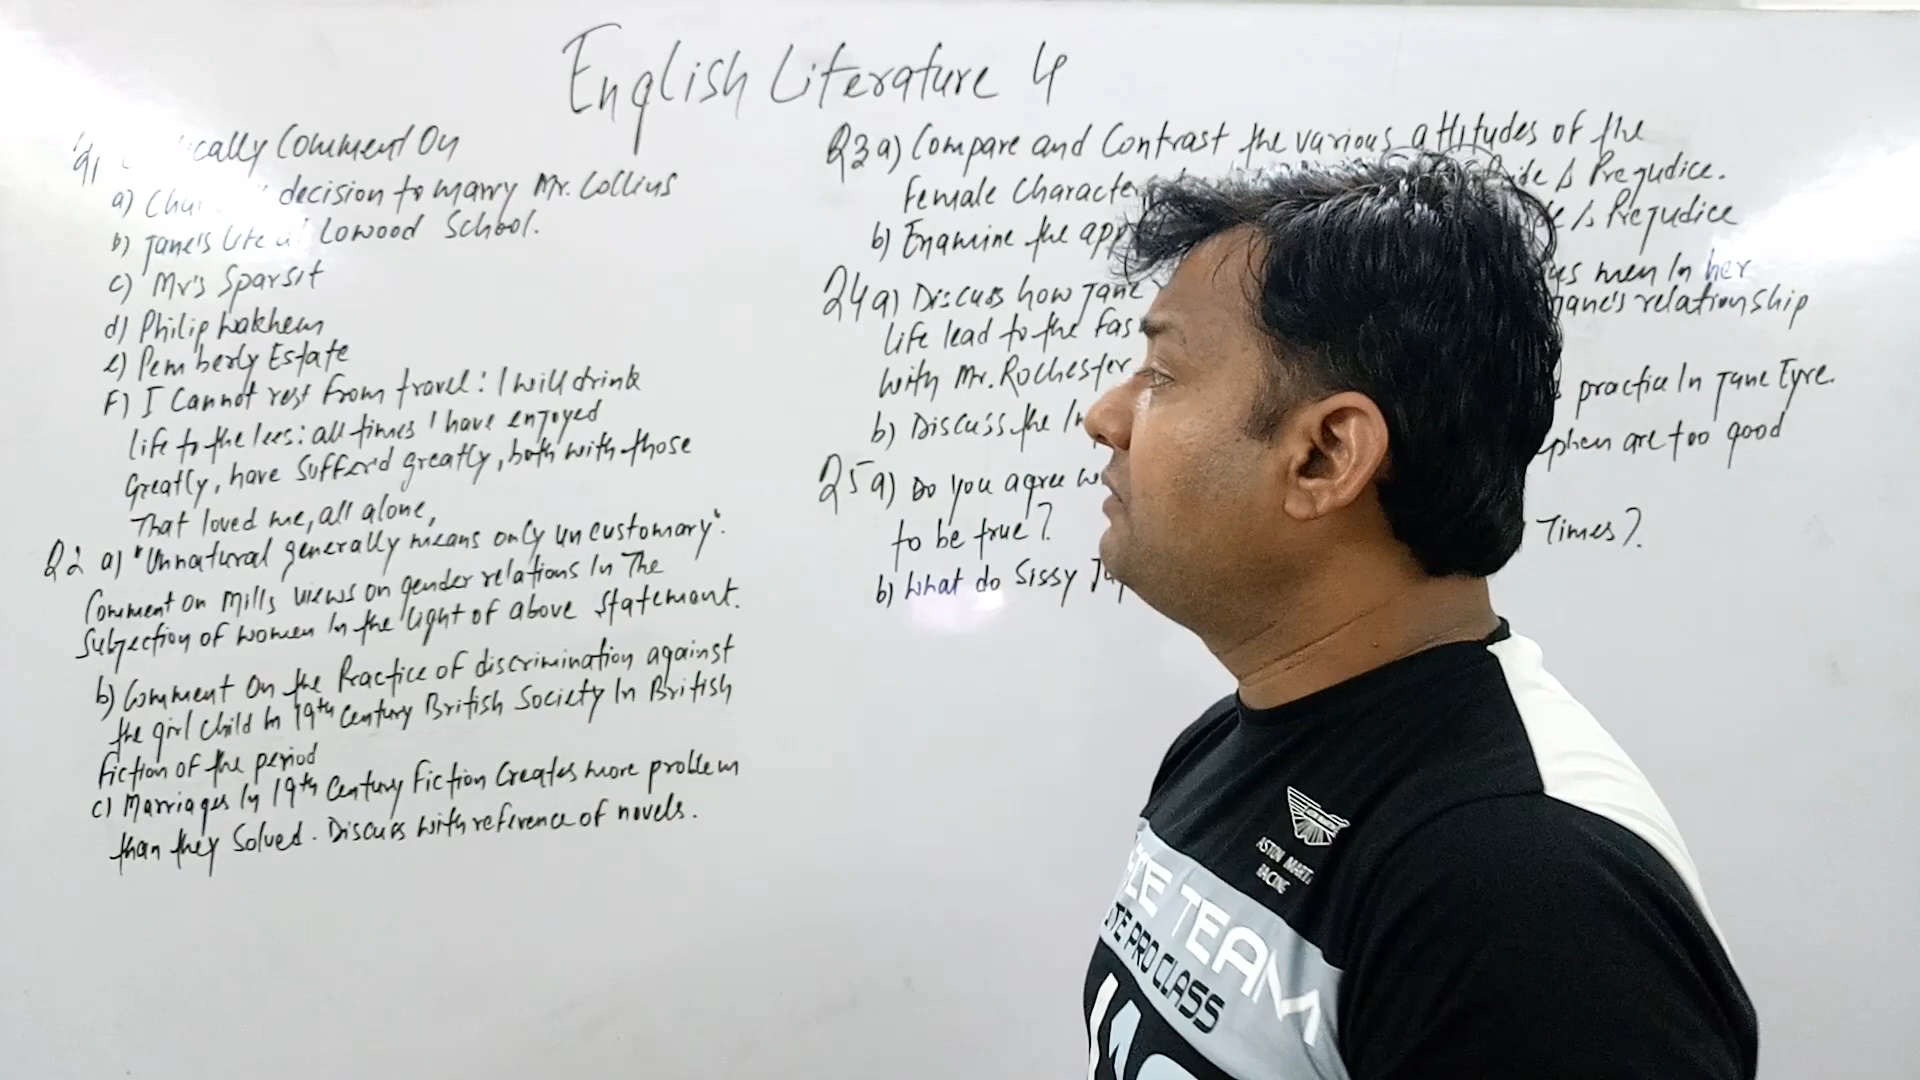 English Literature 4
Q1 Comment On
a) decision to marry Mr. Collins
b) Jane's Life Lowood School.
c) Mrs Sparsit
d) Philip Wakhem
e) Pemberly Estate
F) I Cannot rest from travel: I will drink
life to the lees: all times I have enjoyed
Greatly, have Suffer'd greatly, both with those
That loved me, all alone,
Q2 a) "Unnatural generally means only uncustomary".
Comment on Mills views on gender relations In The
Subjection of women In the light of above statement.
b) Comment On the Practice of discrimination against
the girl child In 19th Century British Society In British
Fiction of the period
c) Marriages In 19th Century Fiction Creates more problem
than they Solved. Discuss with reference of novels.
Q3 a) Compare and Contrast the various attitudes of the
Female Pride & Prejudice.
b) Examine the & Prejudice
Q4 a) Discuss how Jane men In her
life lead to the Jane's relationship
with Mr. Rochester
b) Discuss the practice In Jane Eyre.
Q5 a) Do you agree are too good
to be true? Times?
b) What do Sissy
ASTON MARTI
RACING
TEAM
PRO CLASS